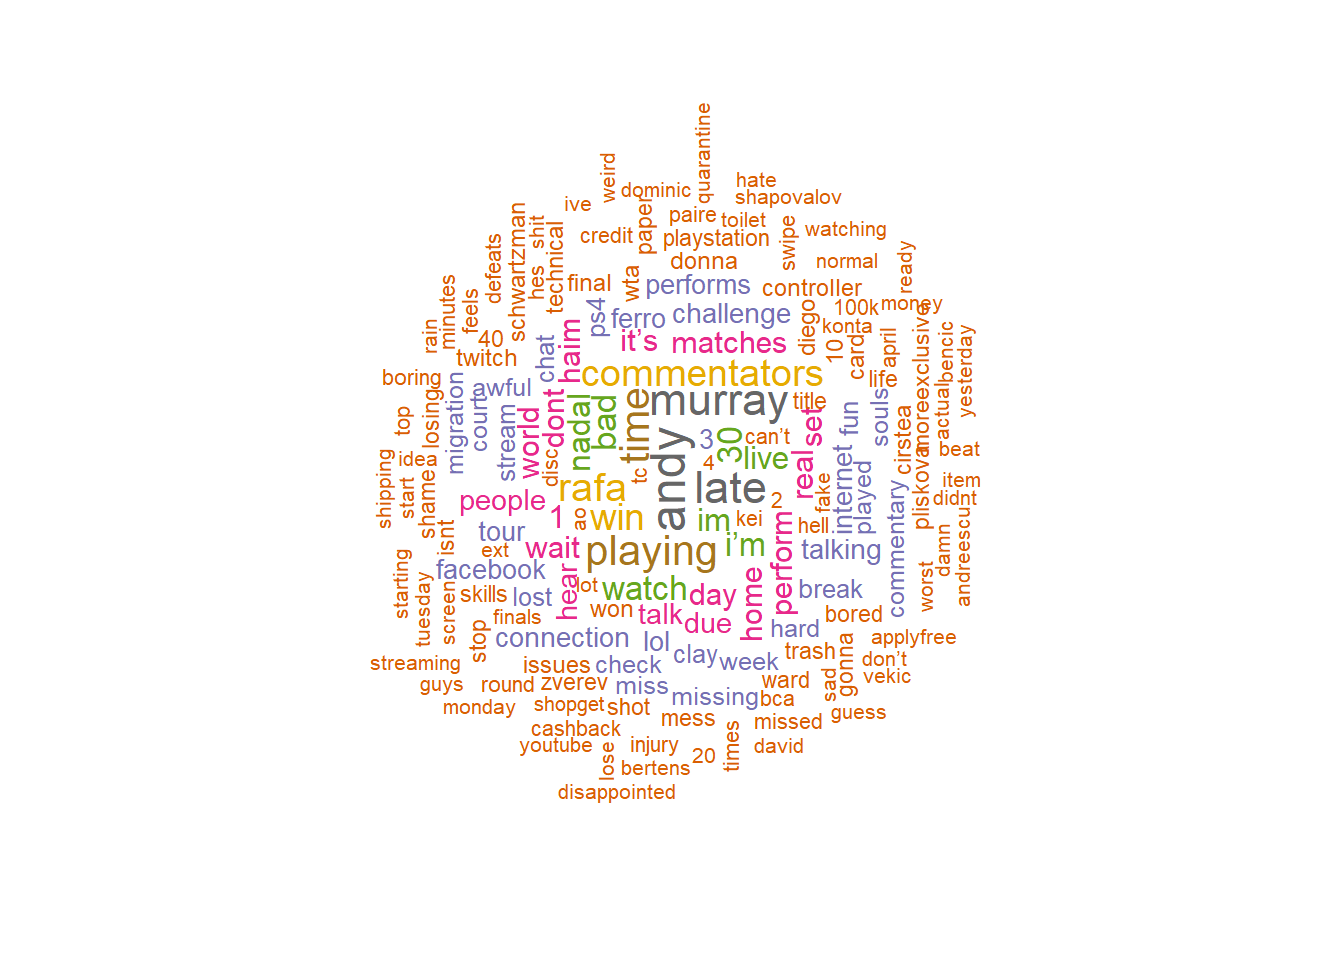 quarantine
hate
weird
dominic
shapovalov
ive
paper
paire
toilet
credit
playstation
swipe
watching
shit
schwartzman
technical
defeats
hes
donna
normal
ready
final
wta
performs
controller
minutes
feels
ps4
ferro
challenge
diego
100k
money
rain
40
chat
haim
it’s
matches
konta
10
card
april
exclusive
bencic
twitch
boring
awful
commentators
life
actual
yesterday
migration
court
world
dont
nadal
bad
time
murray
title
set
fun
souls
more
top
losing
stream
3
30
can’t
cirstea
pliskova
beat
idea
disc
tc
andy
4
live
real
internet
played
shipping
start
shame
people
rafa
late
2
fake
item
didnt
1
ao
win
im
kei
hell
commentary
isnt
tour
ext
wait
playing
i’m
talking
damn
andreescu
worst
facebook
hear
lot
watch
day
home
perform
break
starting
tuesday
screen
skills
lost
finals
won
talk
due
hard
bored
applyfree
stop
connection
lol
clay
week
trash
gonna
don’t
vekic
streaming
issues
check
guys
round
zverev
miss
missing
ward
bca
sad
monday
shopget
shot
mess
missed
guess
cashback
youtube
lose
injury
20
times
david
bertens
disappointed